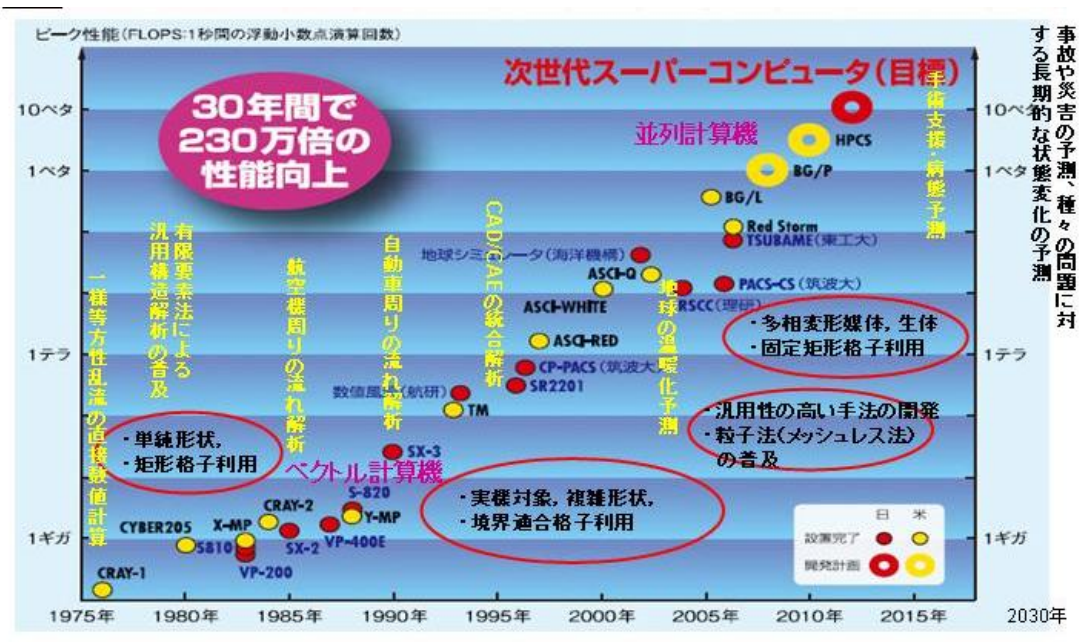 ピーク性能(FLOPS:1秒間の浮動小数点演算回数)
次世代スーパーコンピュータ(目標)
30年間で
230万倍の
性能向上
10ペタ
1ペタ
1テラ
1ギガ
10ペタ
1ペタ
1テラ
1ギガ
並列計算機
HPCS
BG/P
BG/L
Red Storm
TSUBAME(東工大)
地球シミュレータ(海洋機構)
ASCI-Q
PACS-CS(筑波大)
ASCI-WHITE
RSCC(理研)
ASCI-RED
CP-PACS(筑波大)
SR2201
数値風洞(航研)
TM
SX-3
ベクトル計算機
S-820
CRAY-2
Y-MP
X-MP
CYBER205
S810
SX-2
VP-400E
VP-200
CRAY-1
一様等方性乱流の直接数値計算
有限要素法による
汎用構造解析の普及
航空機周りの流れ解析
自動車周りの流れ解析
CAD/CAEの統合解析
地球の温暖化予測
手術支援・病態予測
事故や災害の予測、種々の問題に対
する長期的な状態変化の予測
・単純形状,
・矩形格子利用
・実機対象, 複雑形状,
・境界適合格子利用
・多相変形媒体, 生体
・固定矩形格子利用
・汎用性の高い手法の開発
・粒子法(メッシュレス法)
の普及
日 米
設置完了
開発計画
1975年 1980年 1985年 1990年 1995年 2000年 2005年 2010年 2015年 2030年